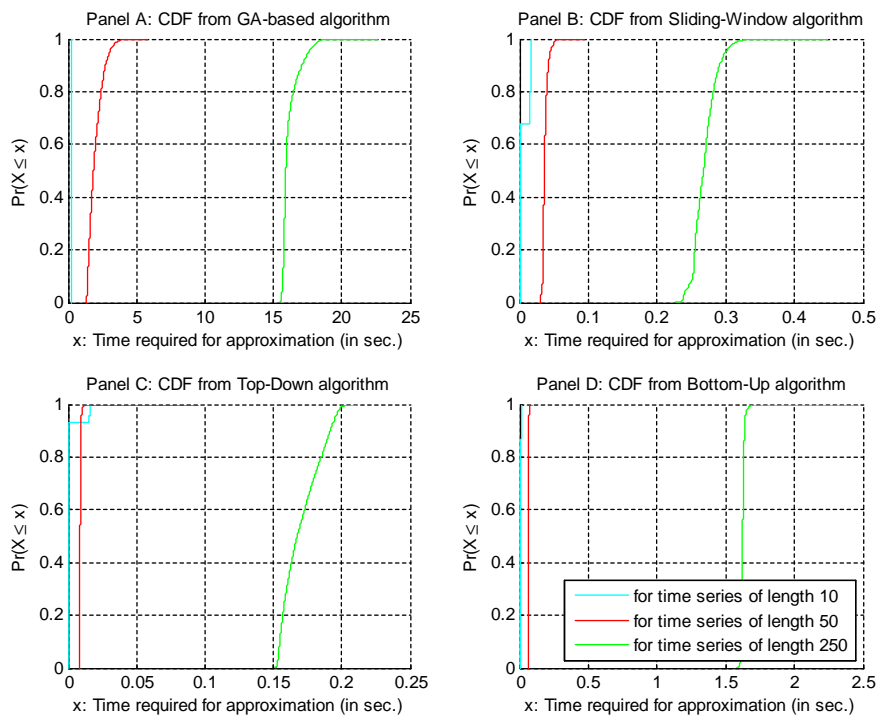 Panel A: CDF from GA-based algorithm
1
0.8
0.6
0.4
0.2
0
Pr(X ≤ x)
0 5 10 15 20 25
x: Time required for approximation (in sec.)
Panel B: CDF from Sliding-Window algorithm
1
0.8
0.6
0.4
0.2
0
Pr(X ≤ x)
0 0.1 0.2 0.3 0.4 0.5
x: Time required for approximation (in sec.)
Panel C: CDF from Top-Down algorithm
1
0.8
0.6
0.4
0.2
0
Pr(X ≤ x)
0 0.05 0.1 0.15 0.2 0.25
x: Time required for approximation (in sec.)
Panel D: CDF from Bottom-Up algorithm
1
0.8
0.6
0.4
0.2
0
Pr(X ≤ x)
for time series of length 10
for time series of length 50
for time series of length 250
0 0.5 1 1.5 2 2.5
x: Time required for approximation (in sec.)